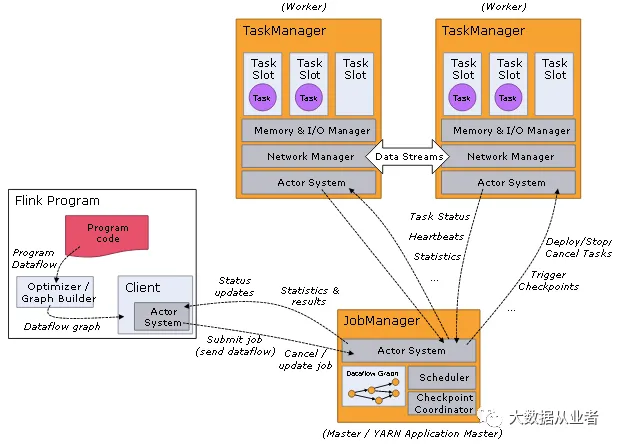 (Worker)
(Worker)
TaskManager
TaskManager
Task
Slot
Task
Slot
Task
Slot
Task
Slot
Task
Slot
Task
Slot
Task
Task
Task
Task
Memory & I/O Manager
Memory & I/O Manager
Network Manager
Data Streams
Network Manager
Actor System
Actor System
Flink Program
Program
code
Program
Dataflow
Optimizer /
Graph Builder
Dataflow graph
Client
Actor
System
Task Status
Heartbeats
Statistics
...
Deploy/Stop/
Cancel Tasks
Trigger
Checkpoints
...
Status
updates
Statistics &
results
Submit job
(send dataflow)
Cancel /
update job
JobManager
Actor System
Dataflow Graph
Scheduler
Checkpoint
Coordinator
(Master / YARN Application Master)
大数据从业者